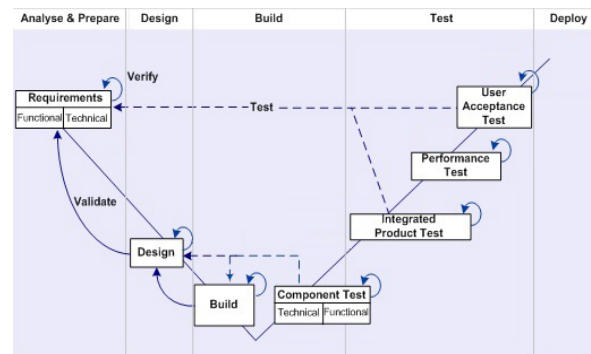 Analyse & Prepare
Design
Build
Test
Deploy
Verify
Requirements
Functional
Technical
Test
User
Acceptance
Test
Performance
Test
Validate
Integrated
Product Test
Design
Build
Component Test
Technical
Functional